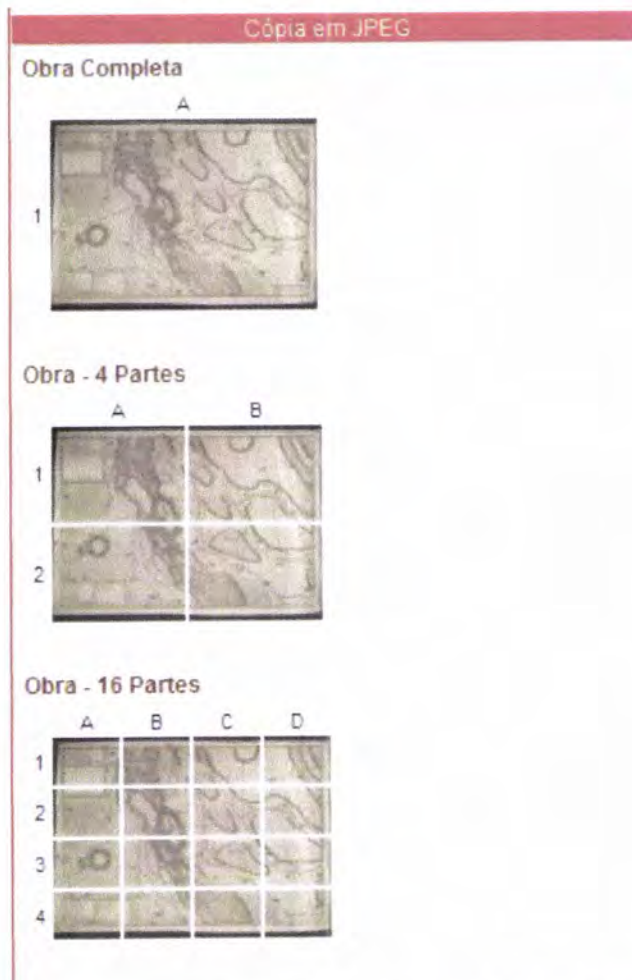 Cópia em JPEG
Obra Completa
A
1
Obra - 4 Partes
A B
1
2
Obra - 16 Partes
A B C D
1
2
3
4